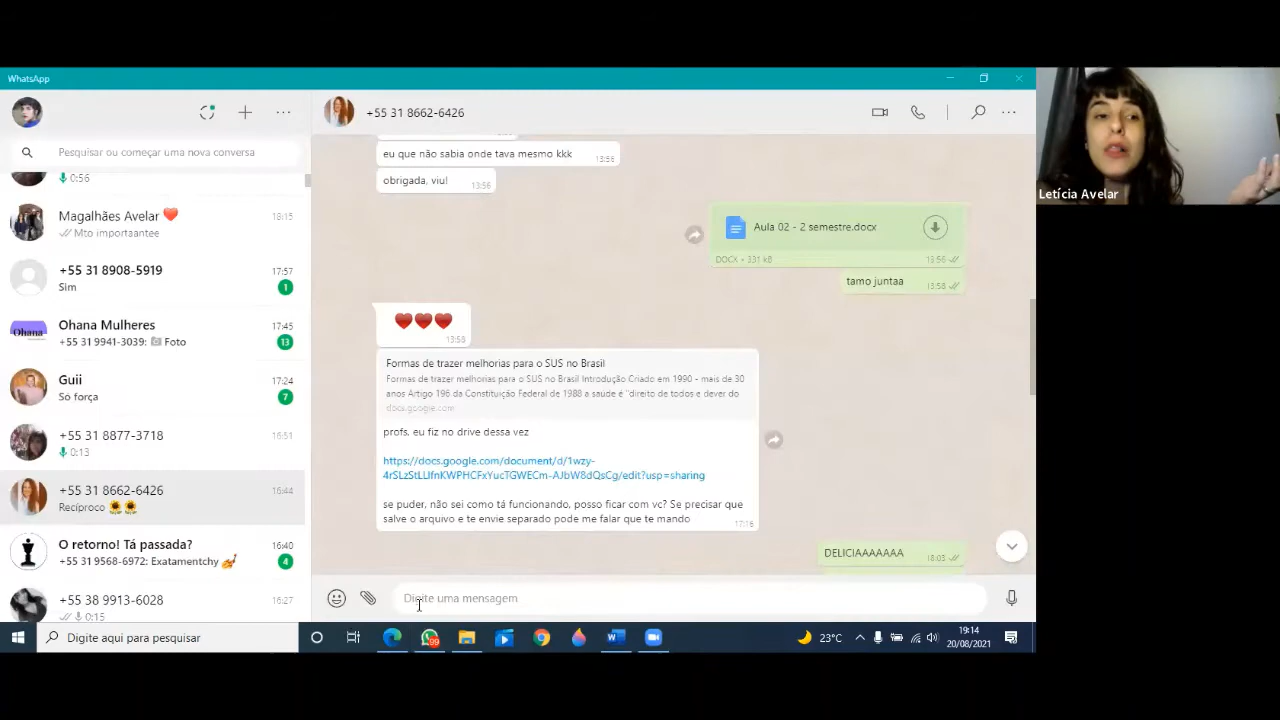 WhatsApp
+55 31 8662-6426
Pesquisar ou começar uma nova conversa
0:56
Magalhães Avelar ❤️ 18:15
Mto importaantee
+55 31 8908-5919 17:57
Sim 1
Ohana Mulheres 17:45
Ohana
+55 31 9941-3039: 📷 Foto 13
Guii 17:24
Só força 7
+55 31 8877-3718 16:51
0:13
+55 31 8662-6426 16:44
Recíproco 🌻🌻
O retorno! Tá passada? 16:40
+55 31 9568-6972: Exatamentchy 💅 4
+55 38 9913-6028 16:27
0:15
eu que não sabia onde tava mesmo kkk 13:56
obrigada, viu! 13:56
Aula 02 - 2 semestre.docx
DOCX • 331 kB 13:56
tamo juntaa 13:58
❤️❤️❤️
13:58
Formas de trazer melhorias para o SUS no Brasil
Formas de trazer melhorias para o SUS no Brasil Introdução Criado em 1990 - mais de 30
anos Artigo 196 da Constituição Federal de 1988 a saúde é "direito de todos e dever do
docs.google.com
profs, eu fiz no drive dessa vez
https://docs.google.com/document/d/1wzy-
4rSLzStLUfnKWPHCFxYucTGWECm-AJbW8dQsCg/edit?usp=sharing
se puder, não sei como tá funcionando, posso ficar com vc? Se precisar que
salve o arquivo e te envie separado pode me falar que te mando 17:16
DELICIAAAAAAA 18:05
Digite uma mensagem
Letícia Avelar
Digite aqui para pesquisar
99
23°C
19:14
20/08/2021